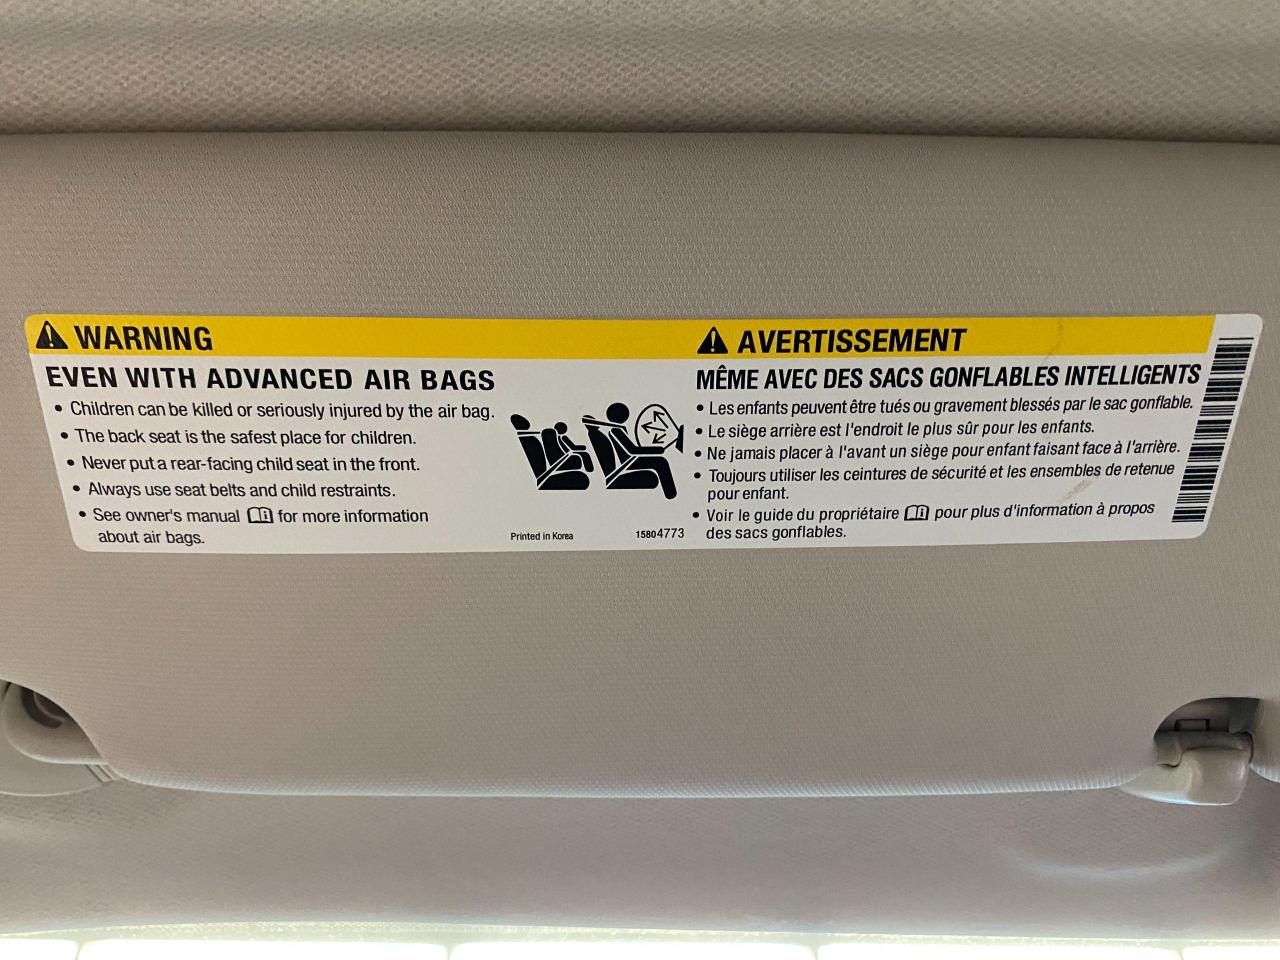 WARNING
EVEN WITH ADVANCED AIR BAGS
• Children can be killed or seriously injured by the air bag.
• The back seat is the safest place for children.
• Never put a rear-facing child seat in the front.
• Always use seat belts and child restraints.
• See owner's manual for more information
about air bags.
Printed in Korea
15804773
AVERTISSEMENT
MÊME AVEC DES SACS GONFLABLES INTELLIGENTS
• Les enfants peuvent être tués ou gravement blessés par le sac gonflable.
• Le siège arrière est l'endroit le plus sûr pour les enfants.
• Ne jamais placer à l'avant un siège pour enfant faisant face à l'arrière.
• Toujours utiliser les ceintures de sécurité et les ensembles de retenue
pour enfant.
• Voir le guide du propriétaire pour plus d'information à propos
des sacs gonflables.